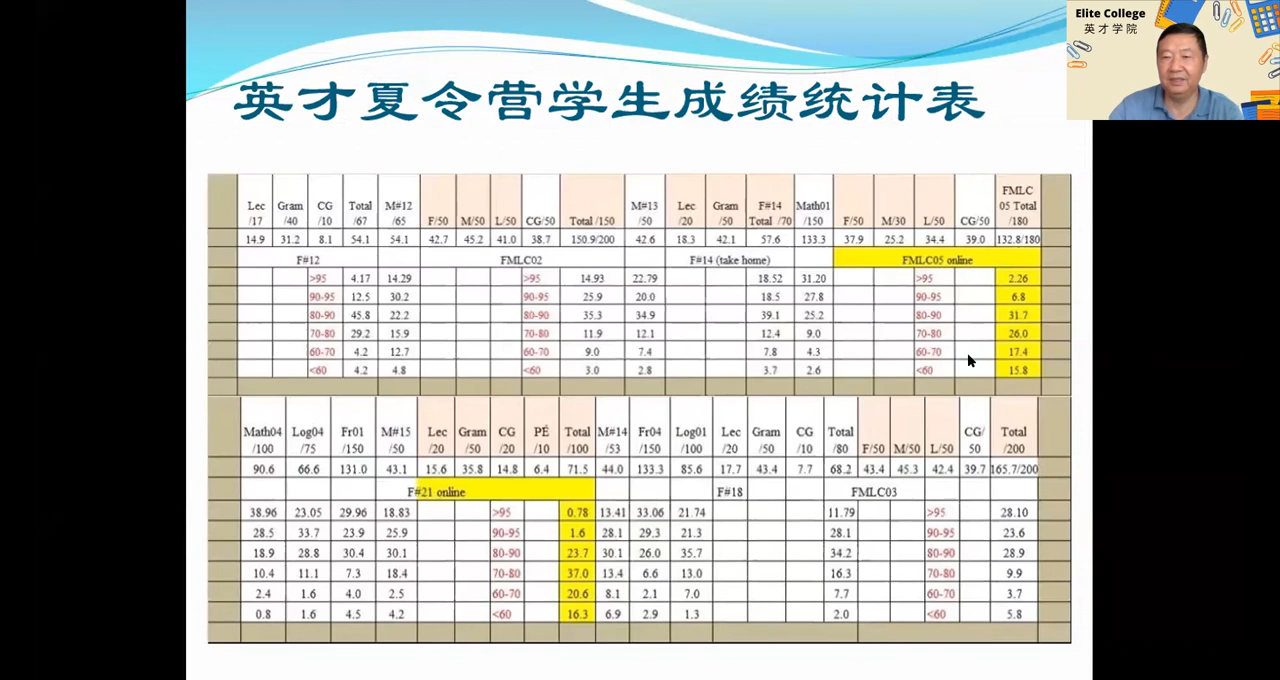 Elite College
英才学院
英才夏令营学生成绩统计表
Lec /17 Gram /40 CG /10 Total /67 M#12 /65 F/50 M/50 L/50 CG/50 Total /150 M#13 /50 Lec /20 Gram /50 F#14 Total /70 Math01 /150 F/50 M/30 L/50 CG/50 FMLC 05 Total /180
14.9 31.2 8.1 54.1 54.1 42.7 45.2 41.0 38.7 150.9/200 42.6 18.3 42.1 57.6 133.3 37.9 25.2 34.4 39.0 132.8/180
F#12 FMLC02 F#14 (take home) FMLC05 online
>95 4.17 14.29 >95 14.93 22.79 18.52 31.20 >95 2.26
90-95 12.5 30.2 90-95 25.9 20.0 18.5 27.8 90-95 6.8
80-90 45.8 22.2 80-90 35.3 34.9 39.1 25.2 80-90 31.7
70-80 29.2 15.9 70-80 11.9 12.1 12.4 9.0 70-80 26.0
60-70 4.2 12.7 60-70 9.0 7.4 7.8 4.3 60-70 17.4
<60 4.2 4.8 <60 3.0 2.8 3.7 2.6 <60 15.8
Math04 /100 Log04 /75 Fr01 /150 M#15 /50 Lec /20 Gram /50 CG /20 PÉ /10 Total /100 M#14 /53 Fr04 /150 Log01 /100 Lec /20 Gram /50 CG /10 Total /80 F/50 M/50 L/50 CG/ 50 Total /200
90.6 66.6 131.0 43.1 15.6 35.8 14.8 6.4 71.5 44.0 133.3 85.6 17.7 43.4 7.7 68.2 43.4 45.3 42.4 39.7 165.7/200
F#21 online F#18 FMLC03
38.96 23.05 29.96 18.83 >95 0.78 13.41 33.06 21.74 11.79 >95 28.10
28.5 33.7 23.9 25.9 90-95 1.6 28.1 29.3 21.3 28.1 90-95 23.6
18.9 28.8 30.4 30.1 80-90 23.7 30.1 26.0 35.7 34.2 80-90 28.9
10.4 11.1 7.3 18.4 70-80 37.0 13.4 6.6 13.0 16.3 70-80 9.9
2.4 1.6 4.0 2.5 60-70 20.6 8.1 2.1 7.0 7.7 60-70 3.7
0.8 1.6 4.5 4.2 <60 16.3 6.9 2.9 1.3 2.0 <60 5.8